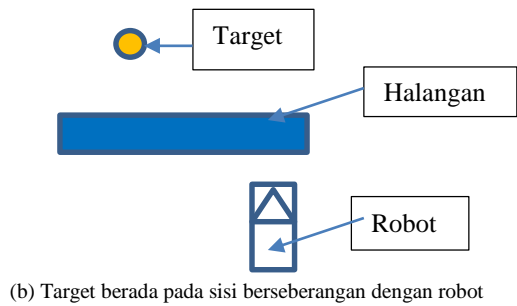 Target
Halangan
Robot
(b) Target berada pada sisi berseberangan dengan robot